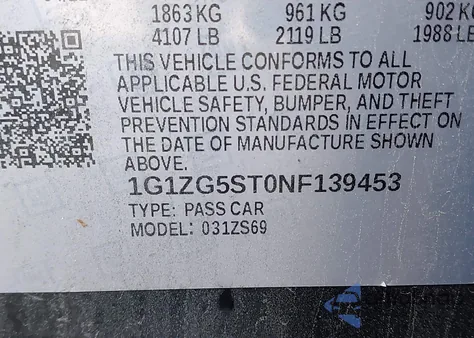 1863 KG 961 KG 902 KG
4107 LB 2119 LB 1988 LB
THIS VEHICLE CONFORMS TO ALL
APPLICABLE U.S. FEDERAL MOTOR
VEHICLE SAFETY, BUMPER, AND THEFT
PREVENTION STANDARDS IN EFFECT ON
THE DATE OF MANUFACTURE SHOWN
ABOVE.
1G1ZG5ST0NF139453
TYPE: PASS CAR
MODEL: 031ZS69